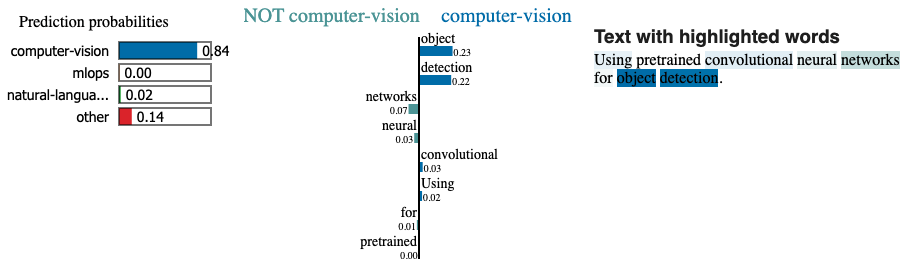 Prediction probabilities
computer-vision 0.84
mlops 0.00
natural-langua... 0.02
other 0.14
NOT computer-vision computer-vision
object
0.23
detection
0.22
networks
0.07
neural
0.03
convolutional
0.03
Using
0.02
for
0.01
pretrained
0.00
Text with highlighted words
Using pretrained convolutional neural networks
for object detection.